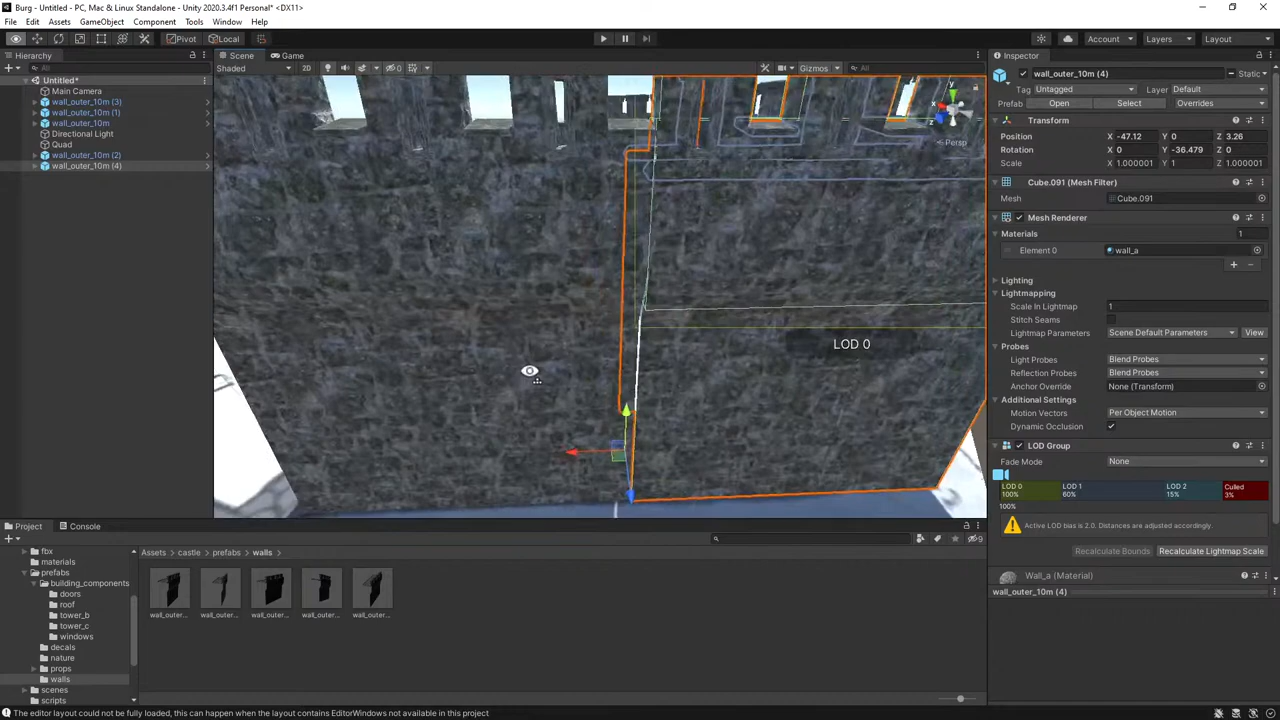 Burg - Untitled - PC, Mac & Linux Standalone - Unity 2020.3.4f1 Personal* <DX11>
File Edit Assets GameObject Component Tools Window Help
Pivot Local Account Layers Layout
Hierarchy
All
Untitled*
Main Camera
wall_outer_10m (3)
wall_outer_10m (1)
wall_outer_10m
Directional Light
Quad
wall_outer_10m (2)
wall_outer_10m (4)
Scene Game
Shaded 2D 9 Gizmos All
y
x
z
Persp
LOD 0
Inspector
wall_outer_10m (4) Static
Tag Untagged Layer Default
Prefab Open Select Overrides
Transform
Position X -47.12 Y 0 Z 3.26
Rotation X 0 Y -36.479 Z 0
Scale X 1.000001 Y 1 Z 1.000001
Cube.091 (Mesh Filter)
Mesh Cube.091
Mesh Renderer
Materials 1
Element 0 wall_a
Lighting
Lightmapping
Scale In Lightmap 1
Stitch Seams
Lightmap Parameters Scene Default Parameters View
Probes
Light Probes Blend Probes
Reflection Probes Blend Probes
Anchor Override None (Transform)
Additional Settings
Motion Vectors Per Object Motion
Dynamic Occlusion
LOD Group
Fade Mode None
LOD 0 LOD 1 LOD 2 Culled
100% 60% 15% 3%
100%
Active LOD bias is 2.0. Distances are adjusted accordingly.
Recalculate Bounds Recalculate Lightmap Scale
Wall_a (Material)
wall_outer_10m (4)
Project Console
9
fbx
materials
prefabs
building_components
doors
roof
tower_b
tower_c
windows
decals
nature
props
walls
scenes
scripts
Assets castle prefabs walls
wall_outer... wall_outer... wall_outer... wall_outer... wall_outer...
The editor layout could not be fully loaded, this can happen when the layout contains EditorWindows not available in this project